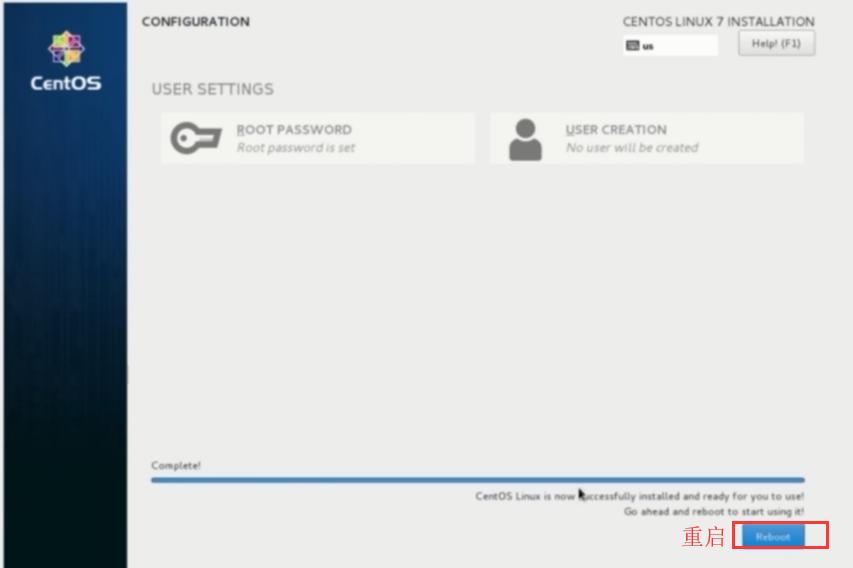 CentOS
CONFIGURATION
CENTOS LINUX 7 INSTALLATION
us
Help! (F1)
USER SETTINGS
ROOT PASSWORD
Root password is set
USER CREATION
No user will be created
Complete!
CentOS Linux is now successfully installed and ready for you to use!
Go ahead and reboot to start using it!
重启
Reboot